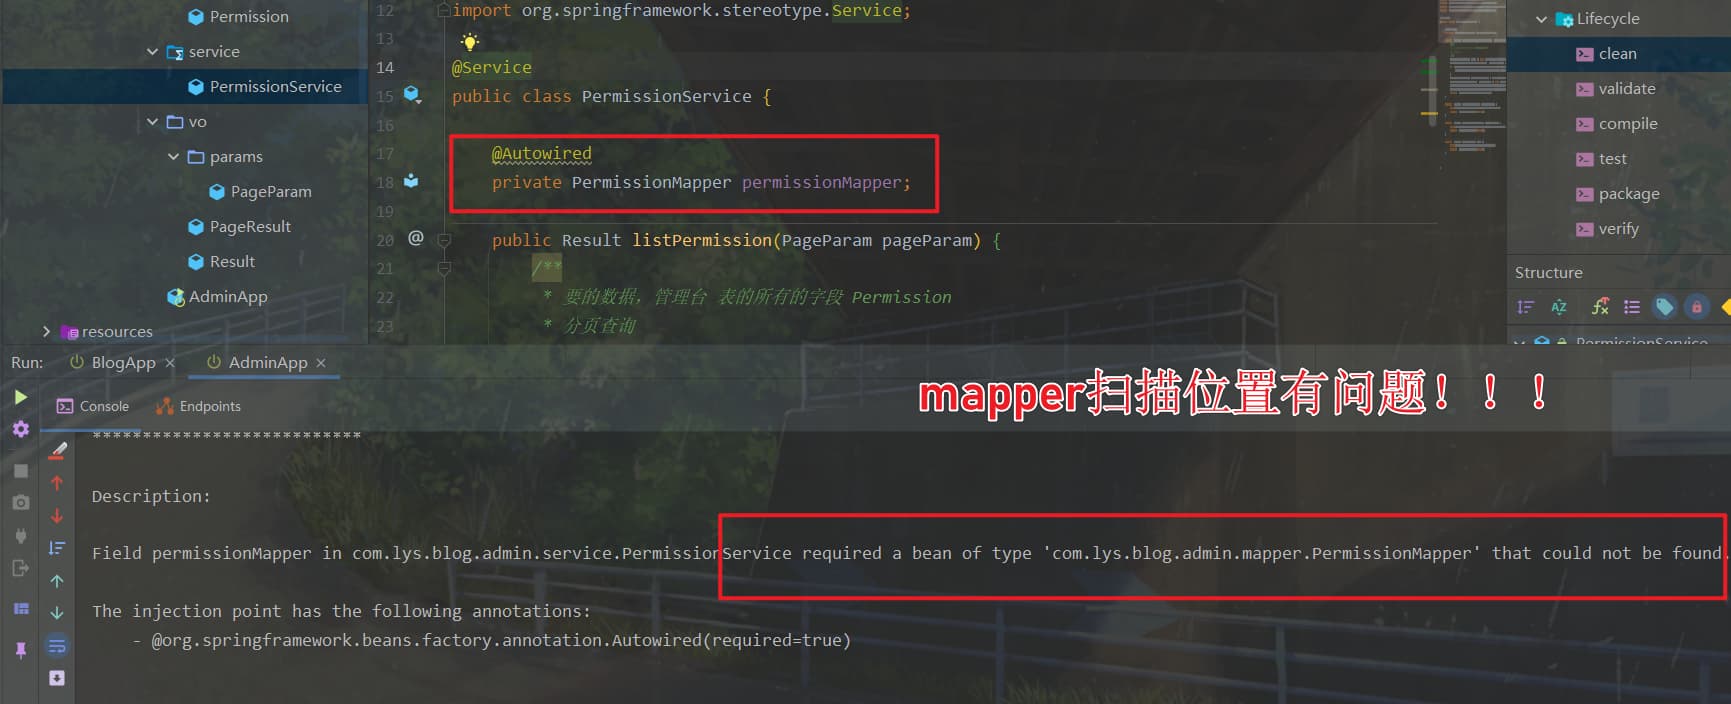 Permission
service
PermissionService
vo
params
PageParam
PageResult
Result
AdminApp
resources
12 import org.springframework.stereotype.Service;
13
14 @Service
15 public class PermissionService {
16
17 @Autowired
18 private PermissionMapper permissionMapper;
19
20 @ public Result listPermission(PageParam pageParam) {
21 /**
22 * 要的数据，管理台 表的所有的字段 Permission
23 * 分页查询
Lifecycle
clean
validate
compile
test
package
verify
Structure
PermissionService
Run: BlogApp × AdminApp ×
Console Endpoints
mapper扫描位置有问题！！！
***************************
Description:
Field permissionMapper in com.lys.blog.admin.service.PermissionService required a bean of type 'com.lys.blog.admin.mapper.PermissionMapper' that could not be found.
The injection point has the following annotations:
- @org.springframework.beans.factory.annotation.Autowired(required=true)